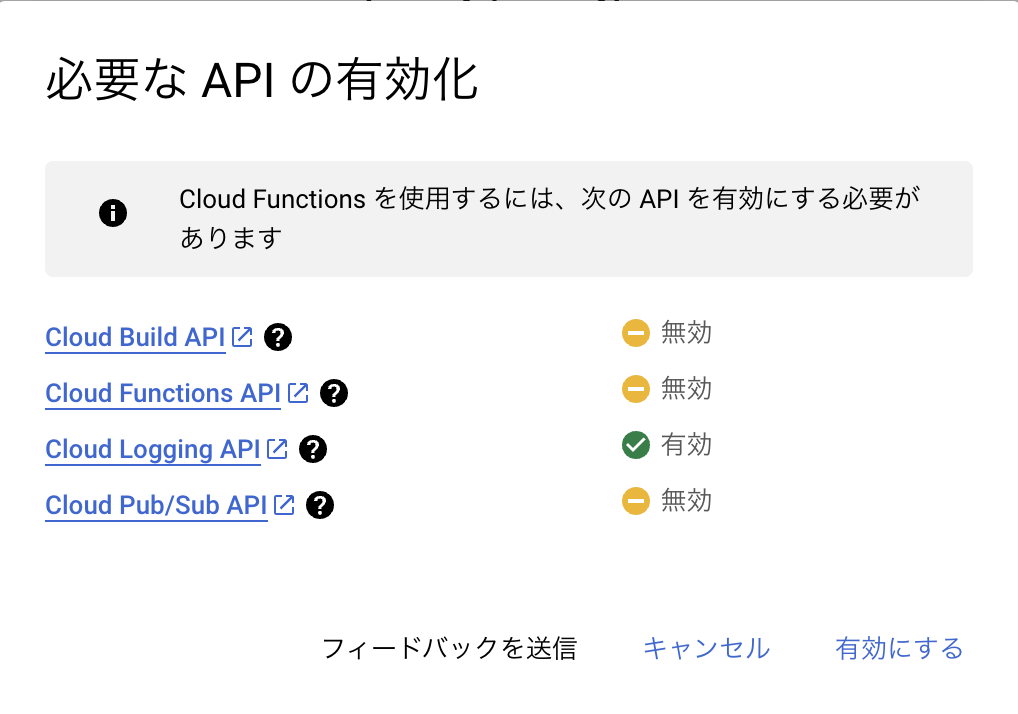 必要な API の有効化
Cloud Functions を使用するには、次の API を有効にする必要が
あります
Cloud Build API 無効
Cloud Functions API 無効
Cloud Logging API 有効
Cloud Pub/Sub API 無効
フィードバックを送信 キャンセル 有効にする